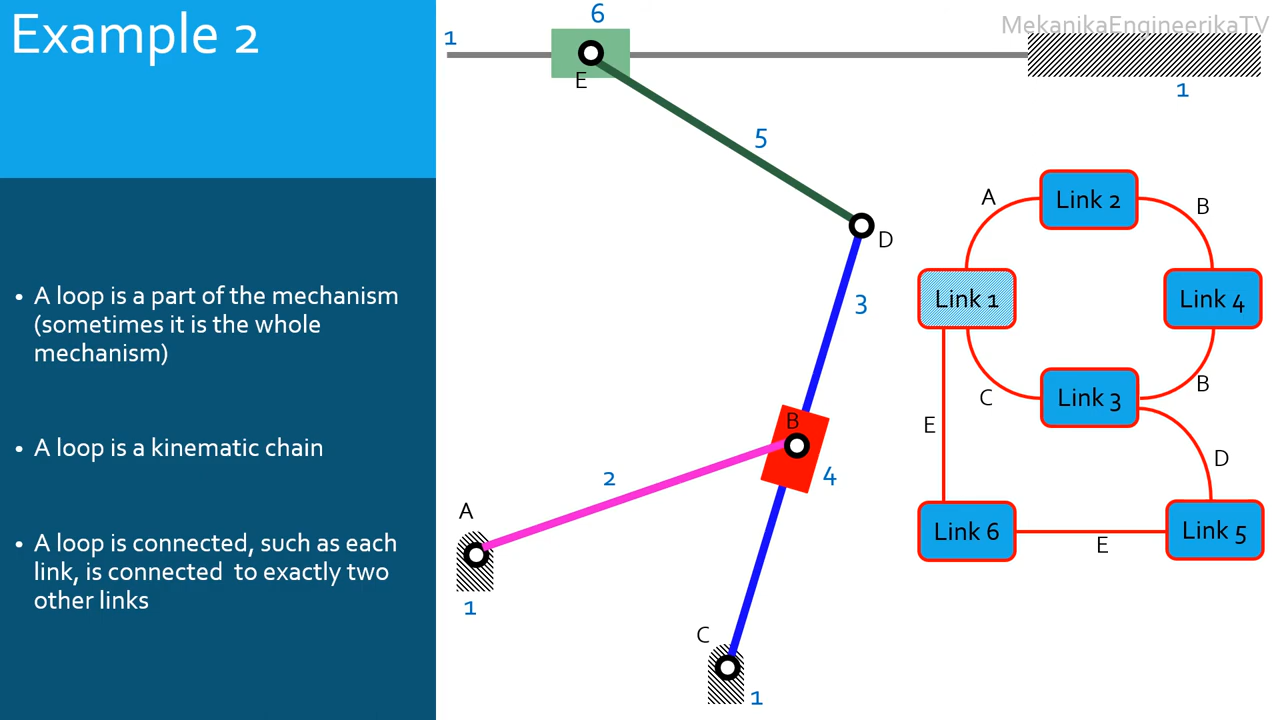 Example 2
• A loop is a part of the mechanism
(sometimes it is the whole
mechanism)
• A loop is a kinematic chain
• A loop is connected, such as each
link, is connected to exactly two
other links
MekanikaEngineerikaTV
6
1
E
1
5
D
3
B
2
4
A
1
C
1
A
Link 2
B
Link 1
Link 4
C
Link 3
B
E
D
Link 6
E
Link 5